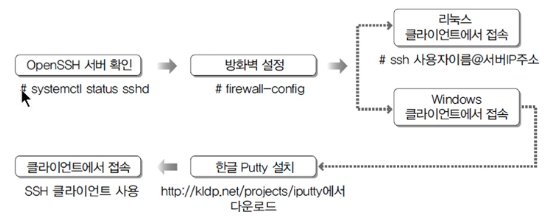 OpenSSH 서버 확인
# systemctl status sshd
방화벽 설정
# firewall-config
리눅스
클라이언트에서 접속
# ssh 사용자이름@서버IP주소
Windows
클라이언트에서 접속
한글 Putty 설치
http://kldp.net/projects/iputty에서
다운로드
클라이언트에서 접속
SSH 클라이언트 사용